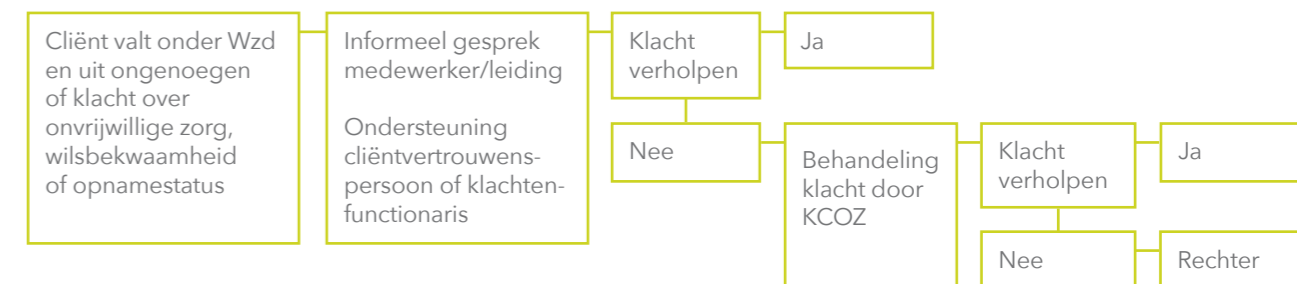 Cliënt valt onder Wzd
en uit ongenoegen
of klacht over
onvrijwillige zorg,
wilsbekwaamheid
of opnamestatus
Informeel gesprek
medewerker/leiding
Ondersteuning
cliëntvertrouwens-
persoon of klachten-
functionaris
Klacht
verholpen
Ja
Nee
Behandeling
klacht door
KCOZ
Klacht
verholpen
Ja
Nee
Rechter